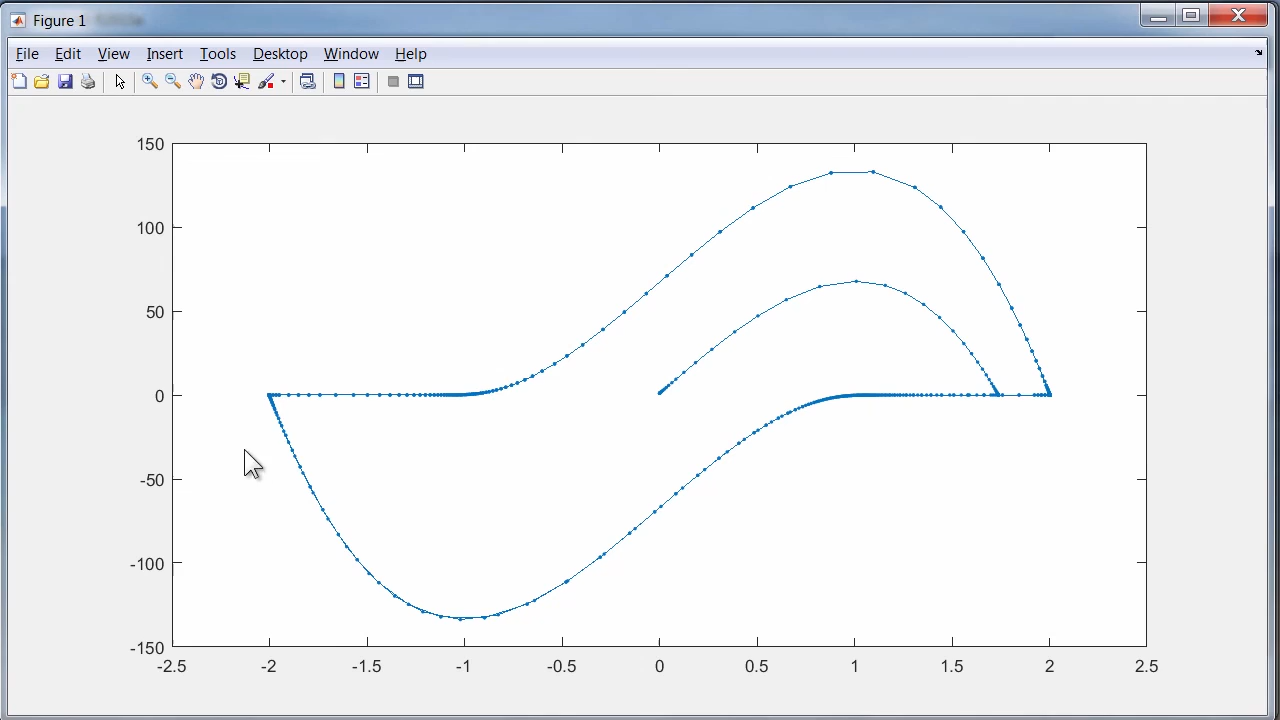 Figure 1
File Edit View Insert Tools Desktop Window Help
150
100
50
0
-50
-100
-150
-2.5 -2 -1.5 -1 -0.5 0 0.5 1 1.5 2 2.5